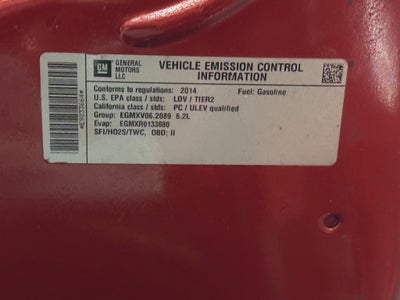 GM
GENERAL MOTORS LLC
VEHICLE EMISSION CONTROL INFORMATION
Conforms to regulations: 2014 Fuel: Gasoline
U.S. EPA class / stds: LDV / TIER2
California class / stds: PC / ULEV qualified
Group: EGMXV06.2089 6.2L
Evap: EGMXR0133880
SFI/HO2S/TWC, OBD: II